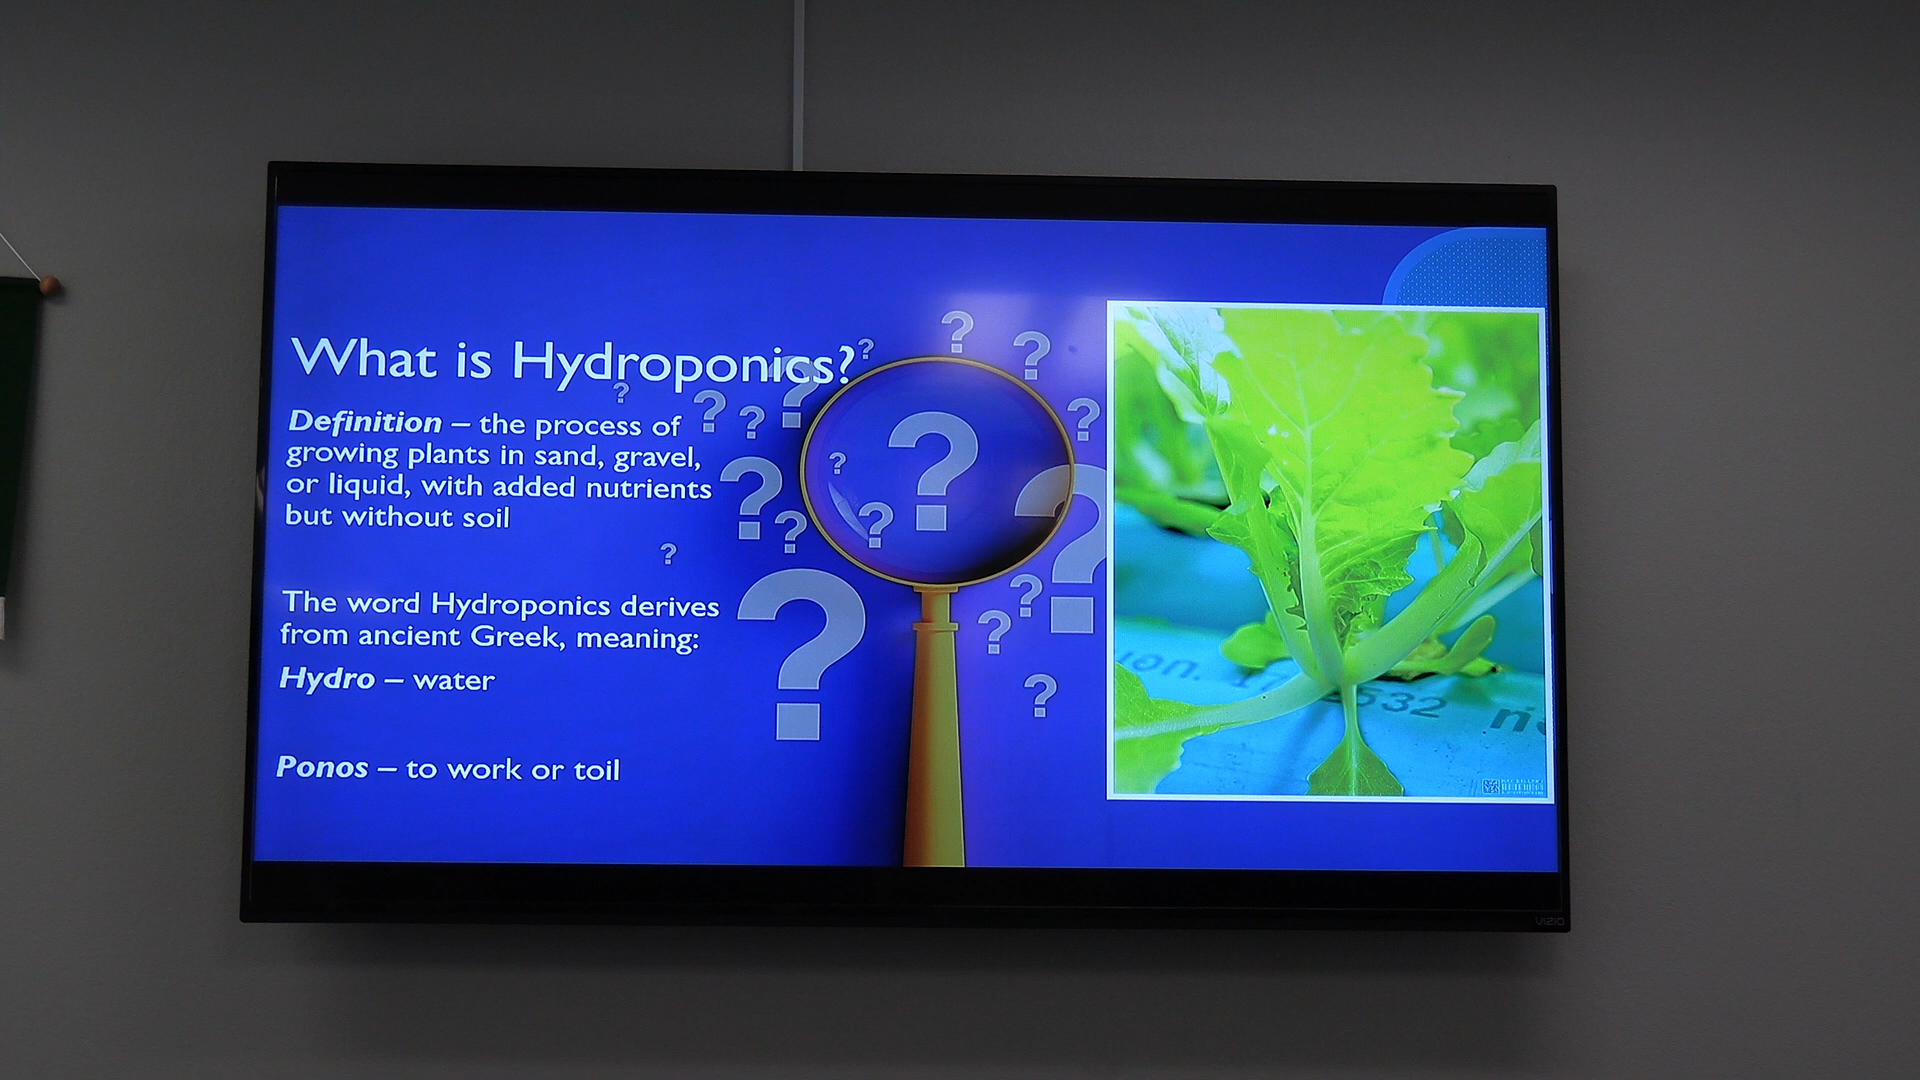 What is Hydroponics?
Definition – the process of
growing plants in sand, gravel,
or liquid, with added nutrients
but without soil
The word Hydroponics derives
from ancient Greek, meaning:
Hydro – water
Ponos – to work or toil
VIZIO